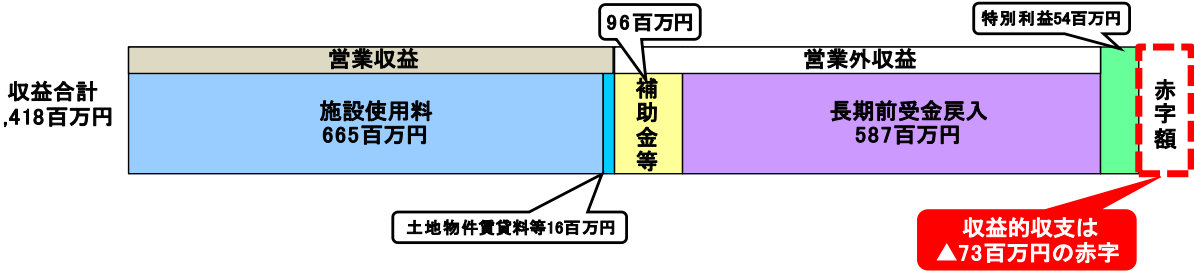 96百万円
特別利益54百万円
営業収益
営業外収益
収益合計
,418百万円
施設使用料
665百万円
補助金等
長期前受金戻入
587百万円
赤字額
土地物件賃貸料等16百万円
収益的収支は
▲73百万円の赤字